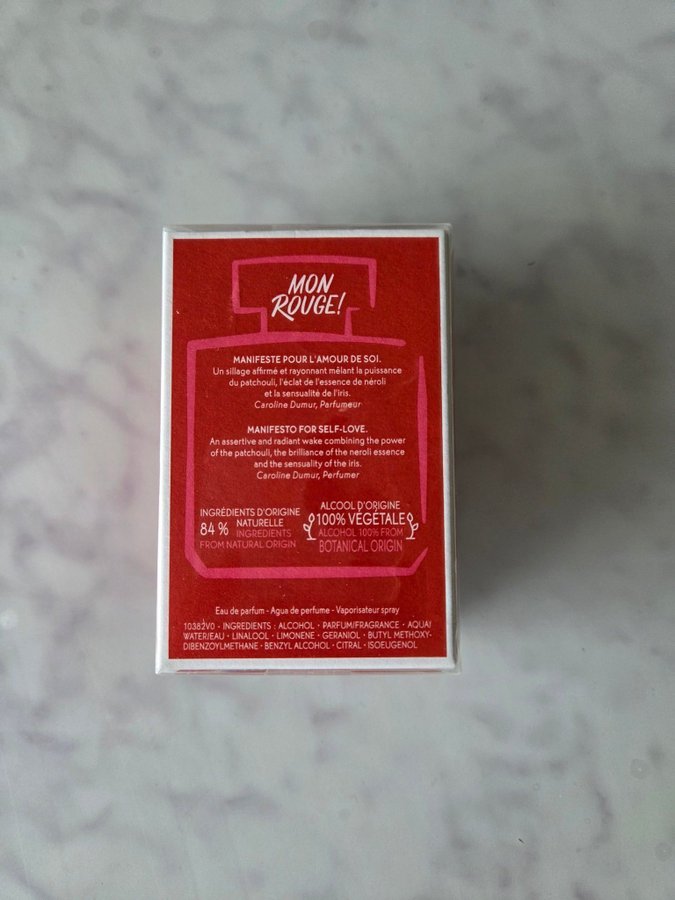 MON
ROUGE!
MANIFESTE POUR L'AMOUR DE SOI.
Un sillage affirmé et rayonnant mêlant la puissance
du patchouli, l'éclat de l'essence de néroli
et la sensualité de l'iris.
Caroline Dumur, Parfumeur
MANIFESTO FOR SELF-LOVE.
An assertive and radiant wake combining the power
of the patchouli, the brilliance of the neroli essence
and the sensuality of the iris.
Caroline Dumur, Perfumer
INGRÉDIENTS D'ORIGINE
84 % NATURELLE
INGREDIENTS
FROM NATURAL ORIGIN
ALCOOL D'ORIGINE
100% VÉGÉTALE
ALCOHOL 100% FROM
BOTANICAL ORIGIN
Eau de parfum - Agua de perfume - Vaporisateur spray
10382V0 • INGREDIENTS : ALCOHOL • PARFUM/FRAGRANCE • AQUA/
WATER/EAU • LINALOOL • LIMONENE • GERANIOL • BUTYL METHOXY-
DIBENZOYLMETHANE • BENZYL ALCOHOL • CITRAL • ISOEUGENOL